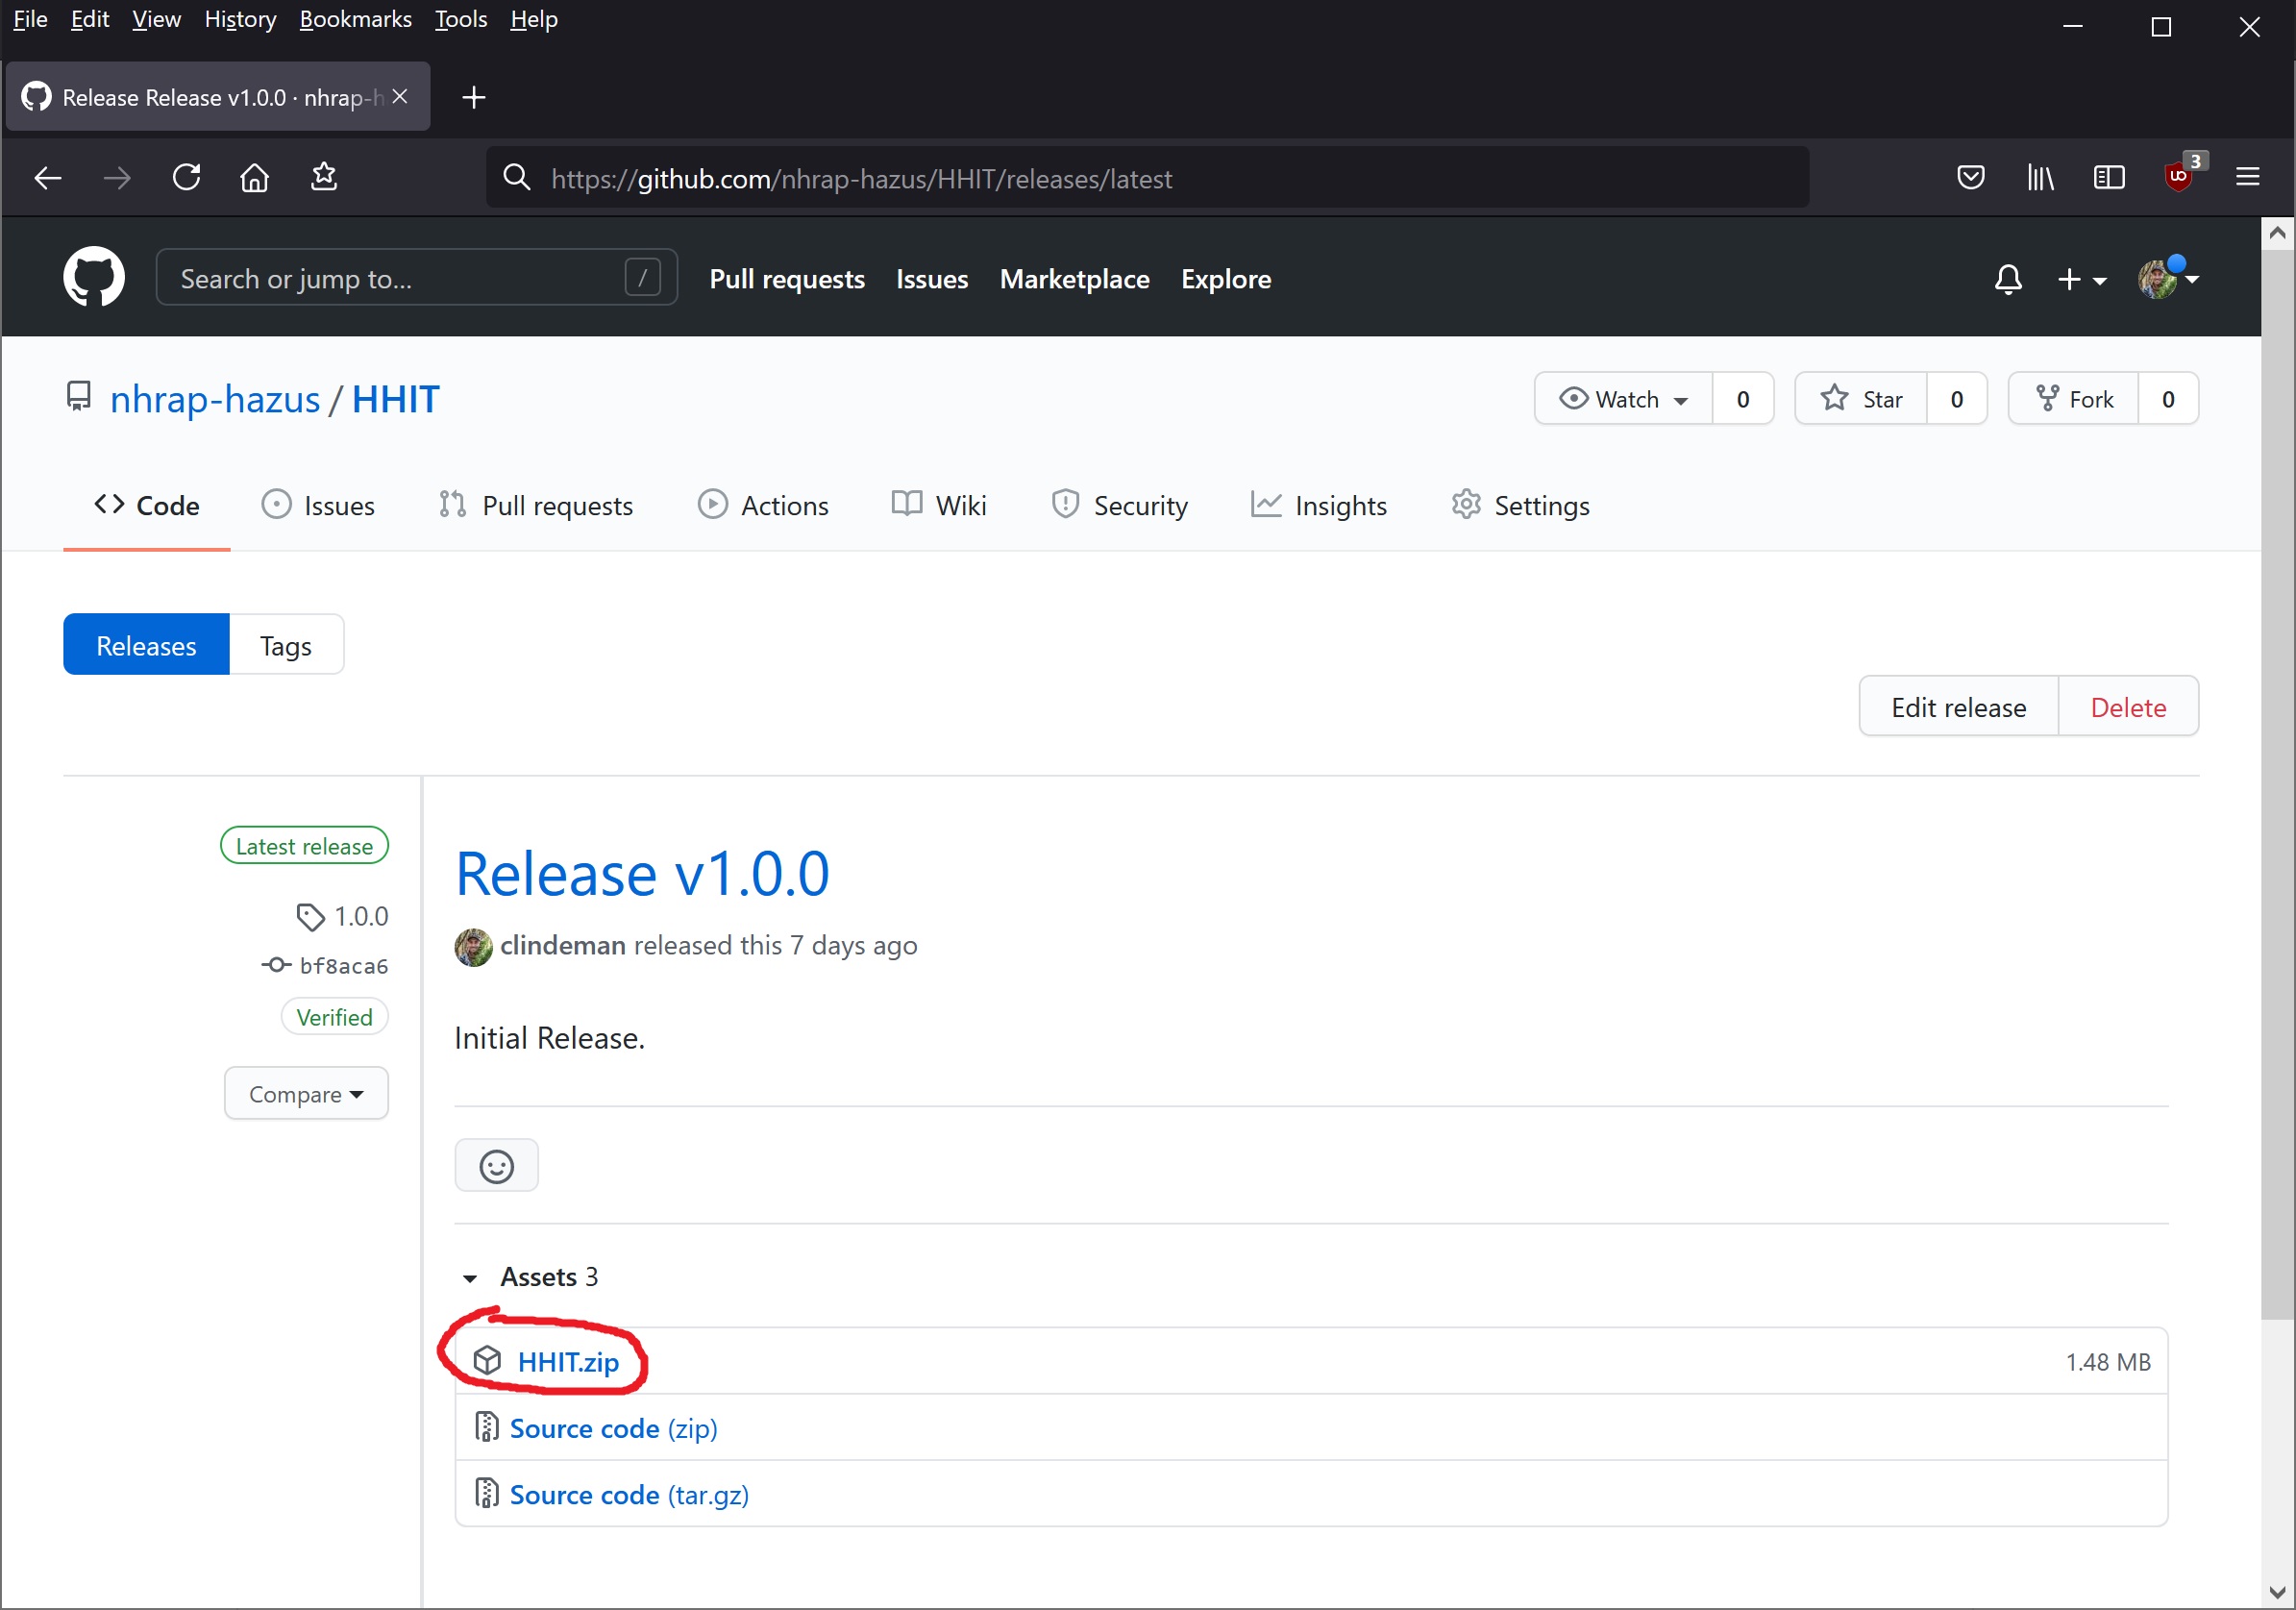 File Edit View History Bookmarks Tools Help
Release Release v1.0.0 · nhrap-h
https://github.com/nhrap-hazus/HHIT/releases/latest
3
Search or jump to... /
Pull requests Issues Marketplace Explore
nhrap-hazus / HHIT
Watch 0 Star 0 Fork 0
Code Issues Pull requests Actions Wiki Security Insights Settings
Releases Tags
Edit release Delete
Latest release
1.0.0
bf8aca6
Verified
Compare
Release v1.0.0
clindeman released this 7 days ago
Initial Release.
Assets 3
HHIT.zip 1.48 MB
Source code (zip)
Source code (tar.gz)